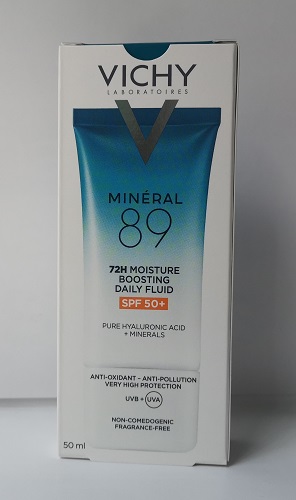 VICHY
LABORATOIRES
MINÉRAL
89
72H MOISTURE
BOOSTING
DAILY FLUID
SPF 50+
PURE HYALURONIC ACID
+ MINERALS
ANTI-OXIDANT - ANTI-POLLUTION
VERY HIGH PROTECTION
UVB + UVA
NON-COMEDOGENIC
FRAGRANCE-FREE
50 ml